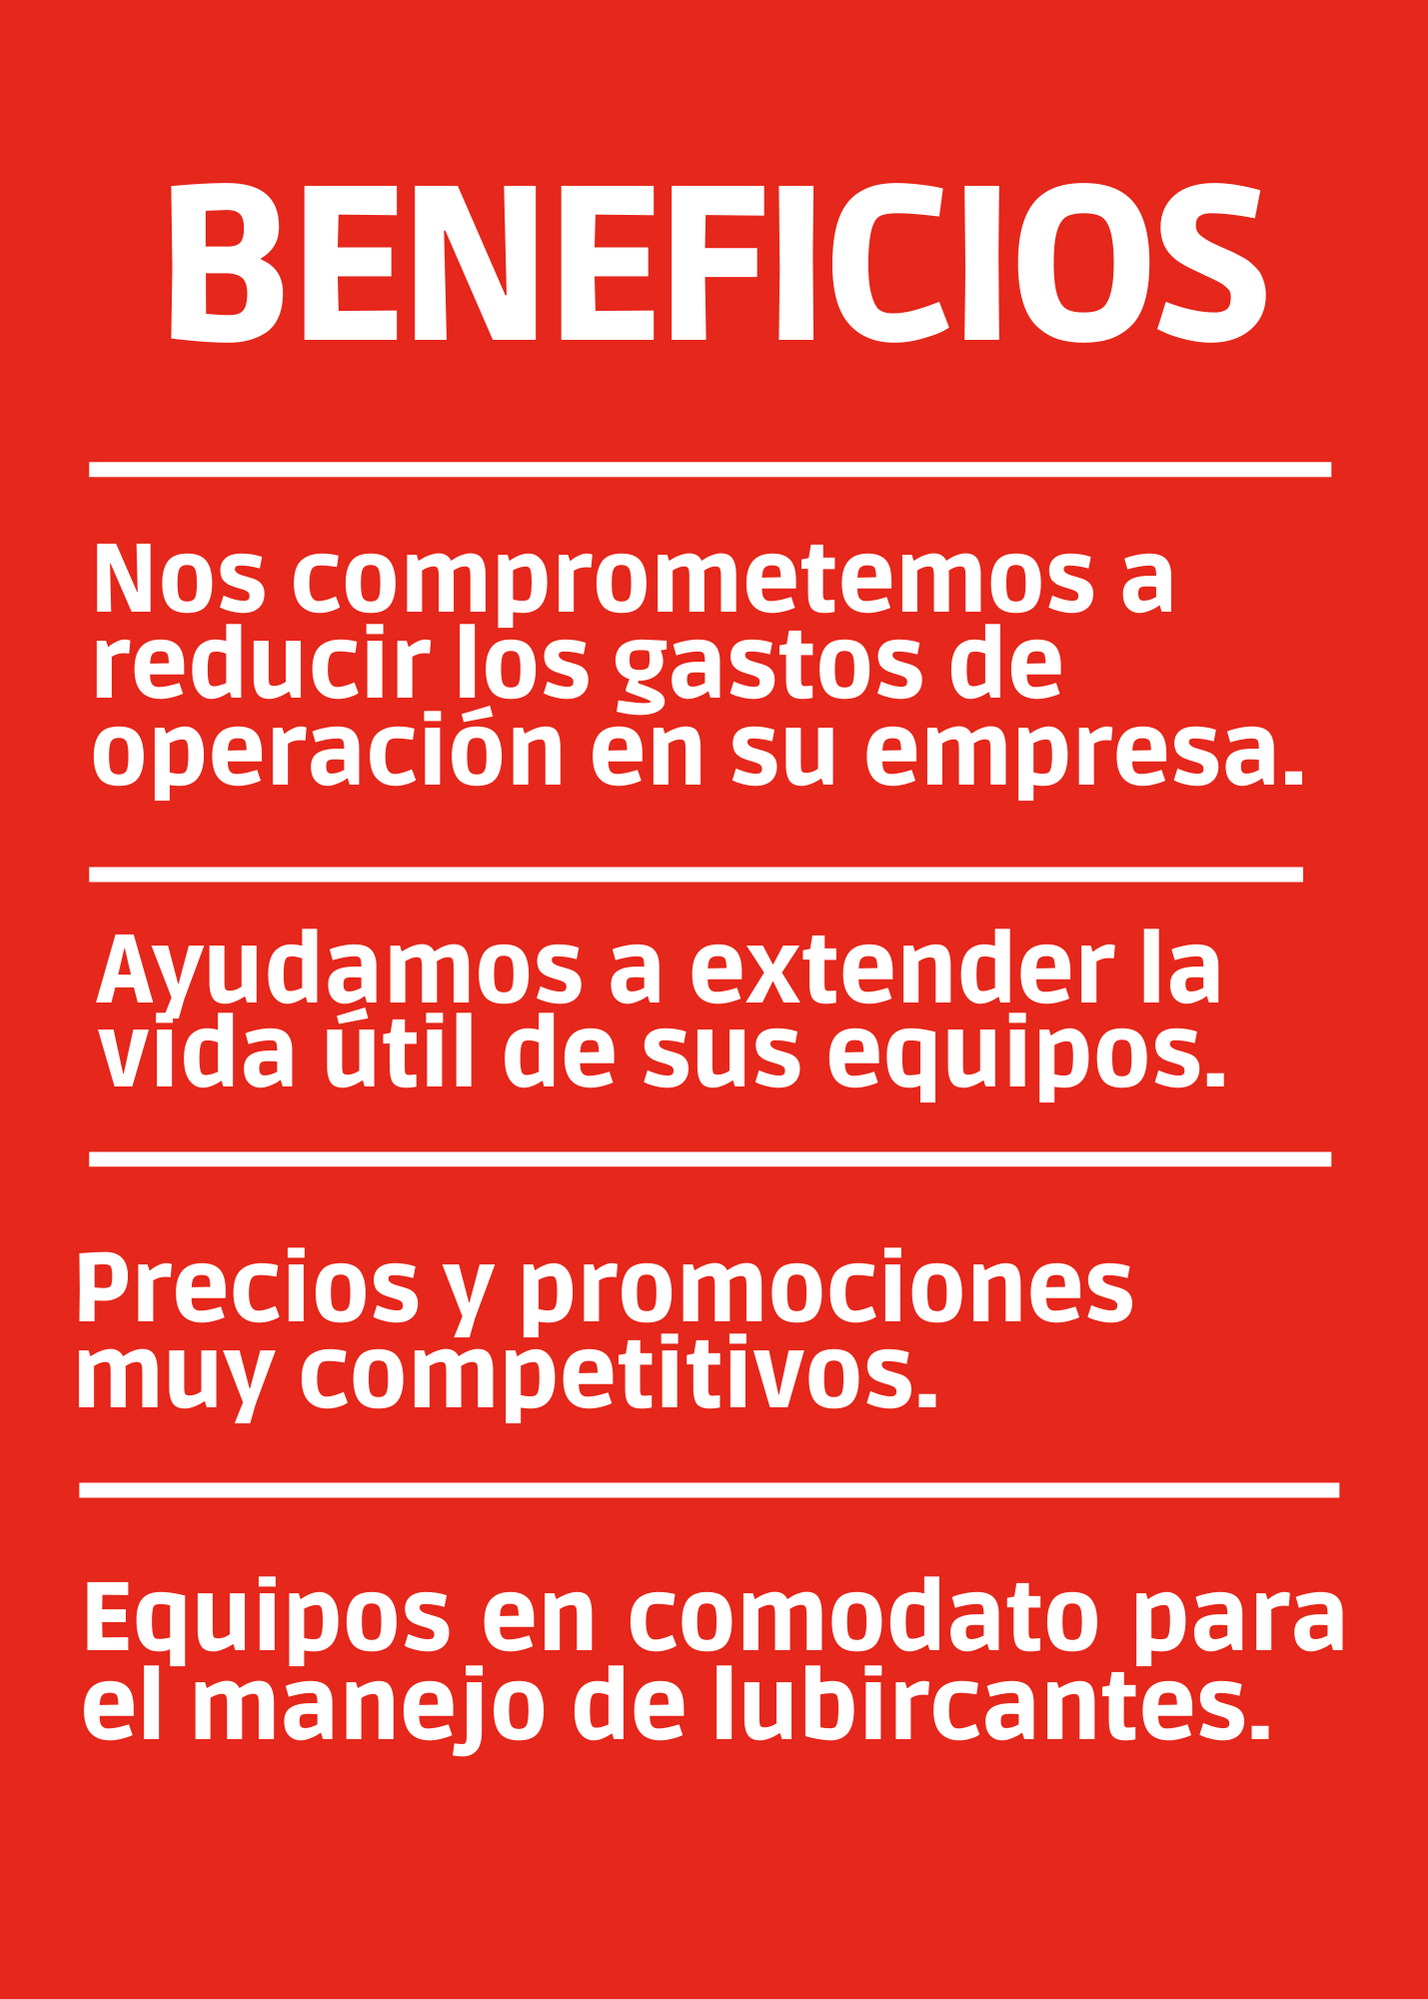 BENEFICIOS
Nos comprometemos a
reducir los gastos de
operación en su empresa.
Ayudamos a extender la
vida útil de sus equipos.
Precios y promociones
muy competitivos.
Equipos en comodato para
el manejo de lubircantes.